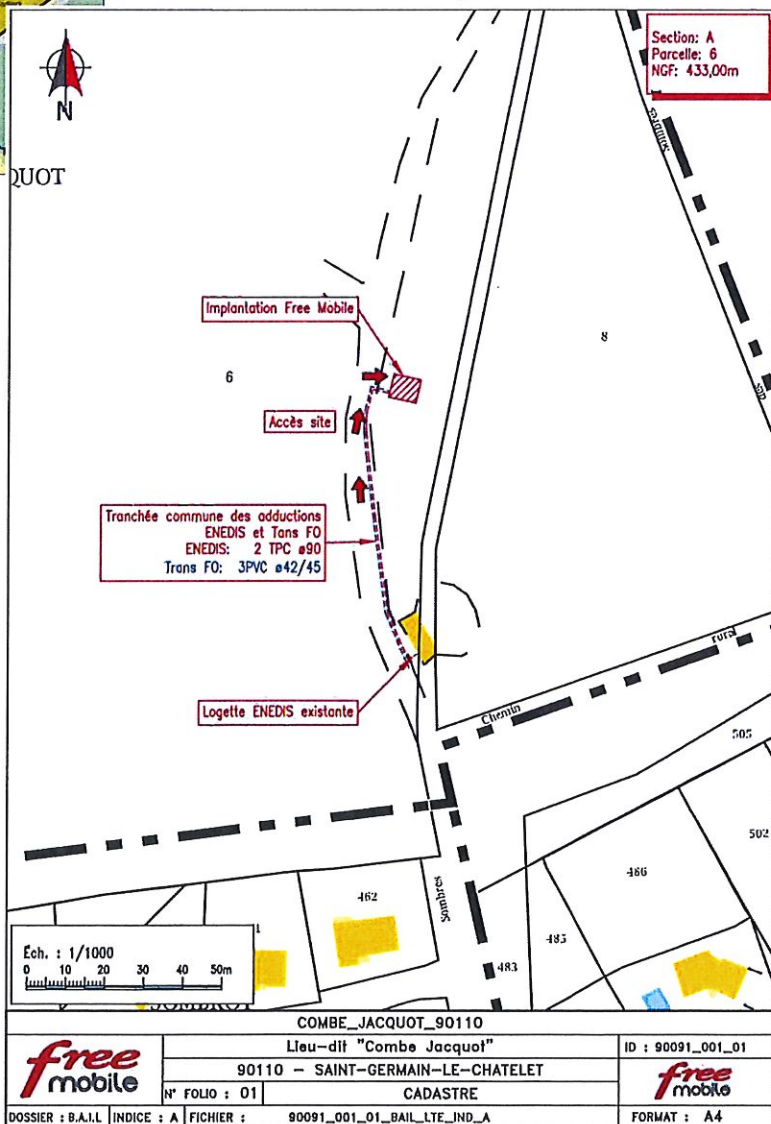 Section: A
Parcelle: 6
NGF: 433,00m
N
QUOT
Sombres
Implantation Free Mobile
8
6
Accès site
Sap
Tranchée commune des adductions
ENEDIS et Tans FO
ENEDIS: 2 TPC ø90
Trans FO: 3PVC ø42/45
rural
Logette ENEDIS existante
Chemin
505
502
486
462
Sombres
1
485
483
Éch. : 1/1000
0 10 20 30 40 50m
COMBE_JACQUOT_90110
free mobile
Lieu-dit "Combe Jacquot"
ID : 90091_001_01
90110 - SAINT-GERMAIN-LE-CHATELET
free mobile
N° FOLIO : 01
CADASTRE
DOSSIER : B.A.I.L
INDICE : A
FICHIER : 90091_001_01_BAIL_LTE_IND_A
FORMAT : A4